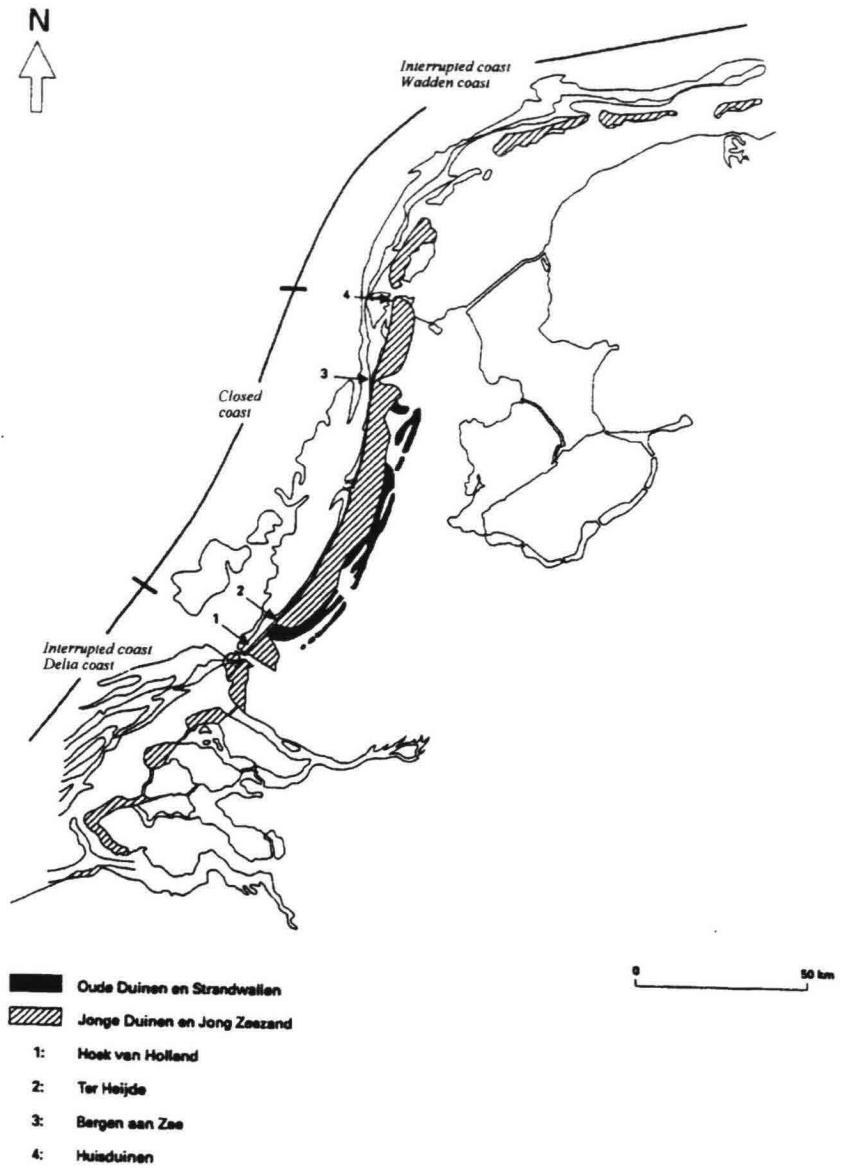 N
Interrupted coast
Wadden coast
4
3
Closed
coast
2
1
Interrupted coast
Delta coast
0 50 km
Oude Duinen en Strandwallen
Jonge Duinen en Jong Zeezand
1: Hoek van Holland
2: Ter Heijde
3: Bergen aan Zee
4: Huisduinen